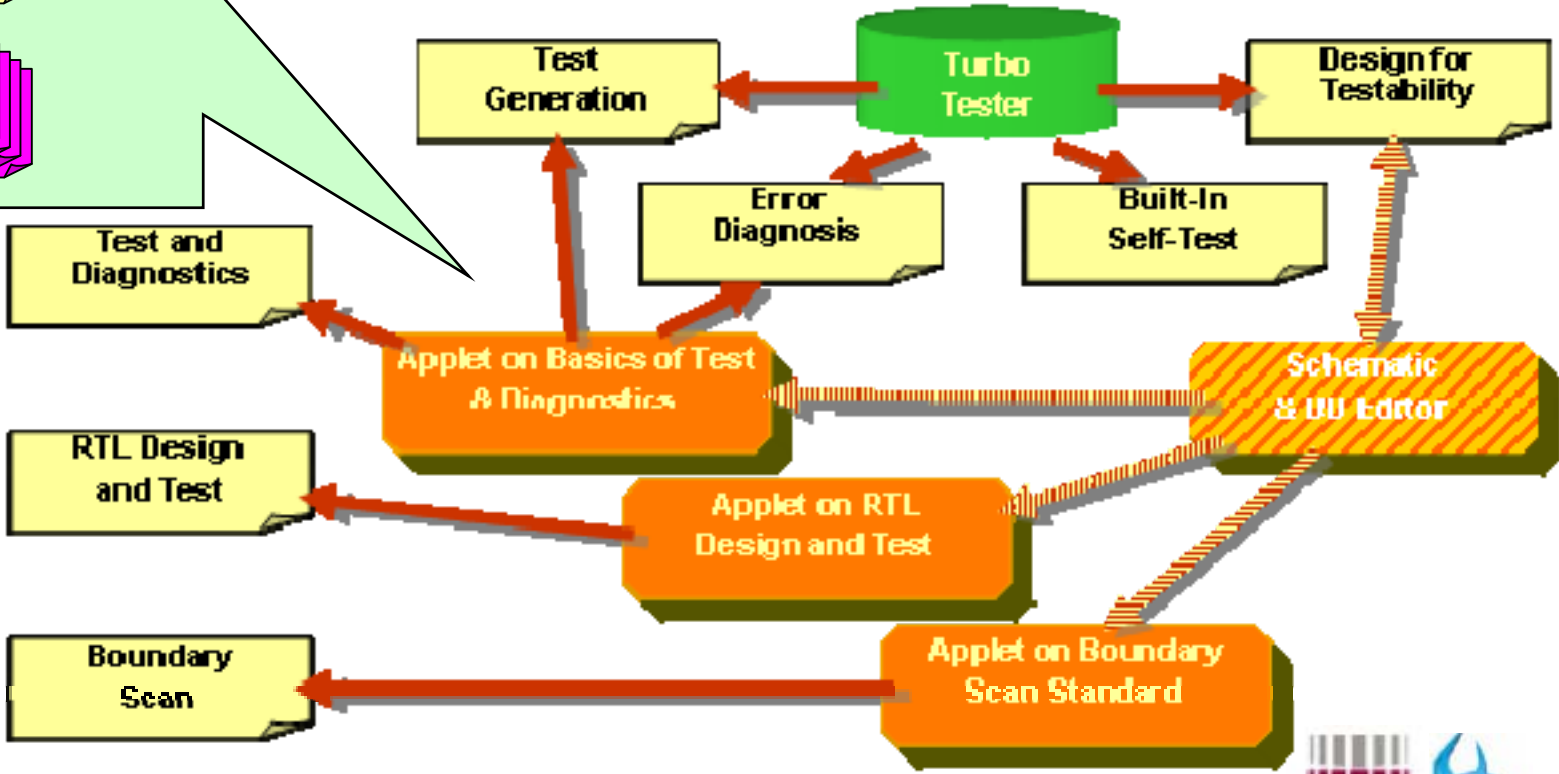 Test
Generation
Turbo
Tester
Design for
Testability
Error
Diagnosis
Built-In
Self-Test
Test and
Diagnostics
Applet on Basics of Test
& Diagnostics
Schematic
& Editor
RTL Design
and Test
Applet on RTL
Design and Test
Boundary
Scan
Applet on Boundary
Scan Standard